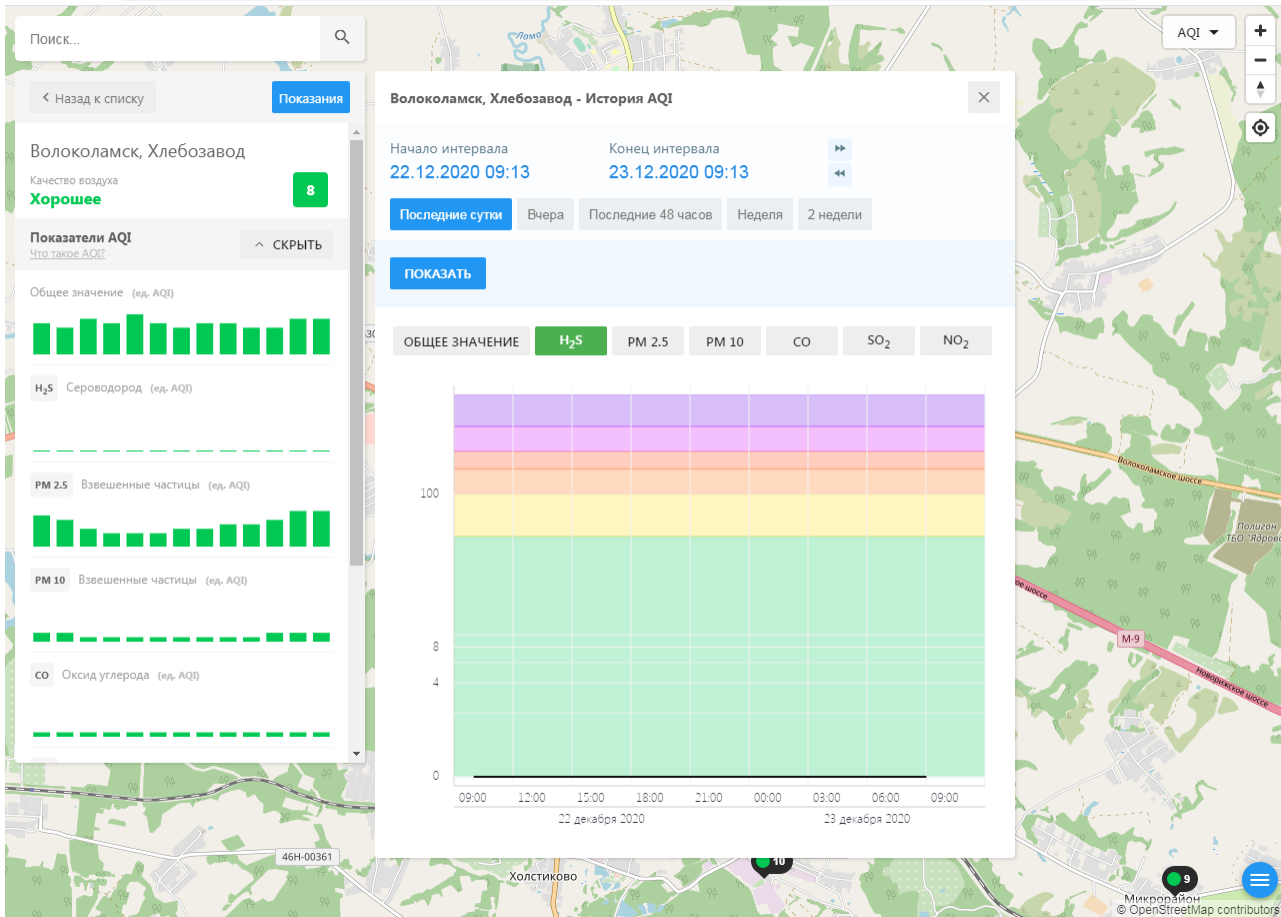 Поиск...
Назад к списку
Показания
Волоколамск, Хлебозавод
Качество воздуха
Хорошее
8
Показатели AQI
Что такое AQI?
СКРЫТЬ
Общее значение (ед. AQI)
H2S Сероводород (ед. AQI)
PM 2.5 Взвешенные частицы (ед. AQI)
PM 10 Взвешенные частицы (ед. AQI)
CO Оксид углерода (ед. AQI)
Волоколамск, Хлебозавод - История AQI
Начало интервала
22.12.2020 09:13
Конец интервала
23.12.2020 09:13
Последние сутки
Вчера
Последние 48 часов
Неделя
2 недели
ПОКАЗАТЬ
ОБЩЕЕ ЗНАЧЕНИЕ
H2S
PM 2.5
PM 10
CO
SO2
NO2
100
8
4
0
09:00 12:00 15:00 18:00 21:00 00:00 03:00 06:00 09:00
22 декабря 2020 23 декабря 2020
AQI
Волоколамское шоссе
Полигон
М-9
Новорижское шоссе
46Н-00361
10
Холстиково
9
Микрорайон
© OpenStreetMap contributors